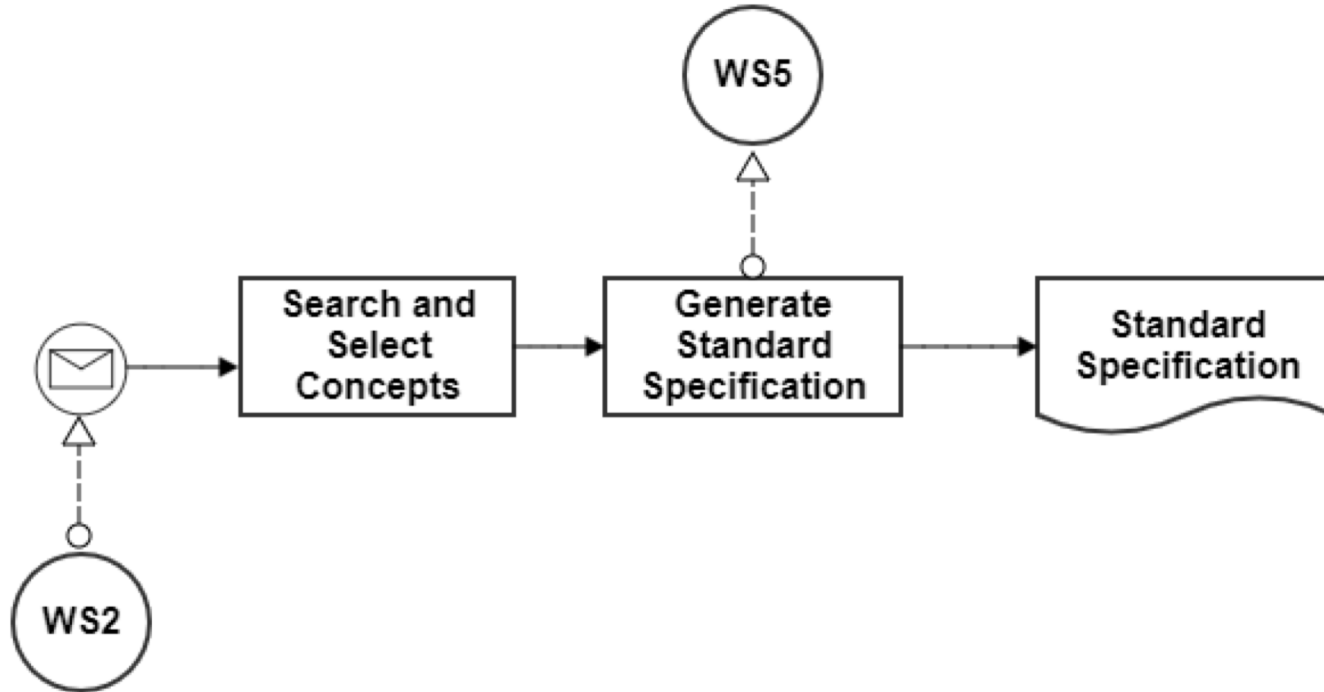 WS5
Search and
Select
Concepts
Generate
Standard
Specification
Standard
Specification
WS2